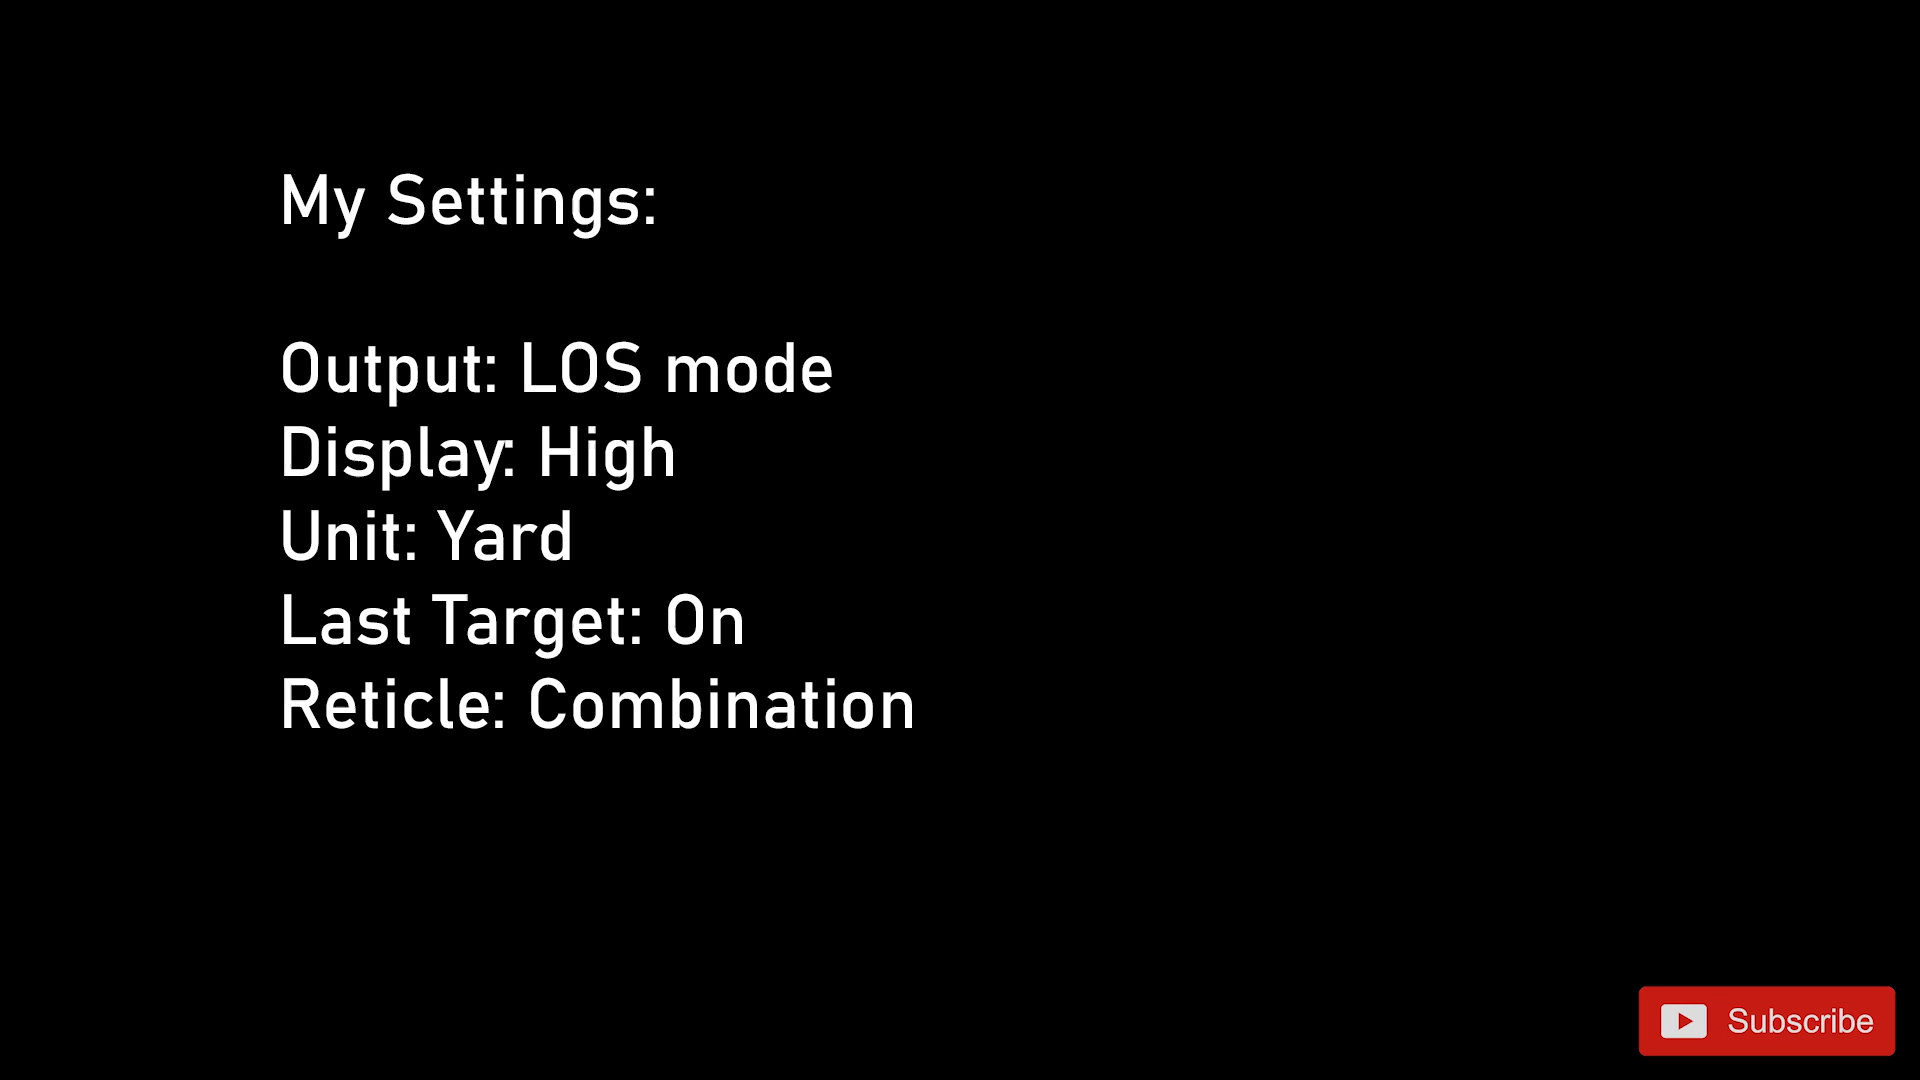 My Settings:
Output: LOS mode
Display: High
Unit: Yard
Last Target: On
Reticle: Combination
Subscribe